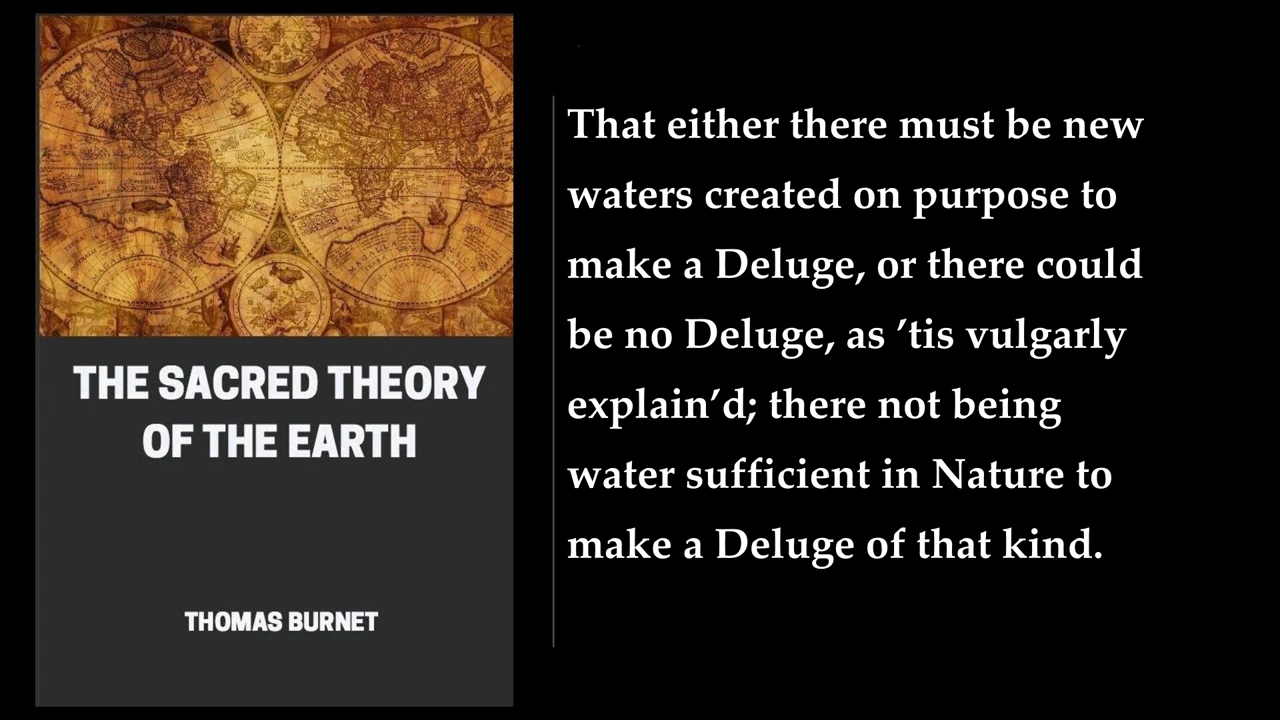 THE SACRED THEORY
OF THE EARTH
THOMAS BURNET
That either there must be new
waters created on purpose to
make a Deluge, or there could
be no Deluge, as ’tis vulgarly
explain’d; there not being
water sufficient in Nature to
make a Deluge of that kind.